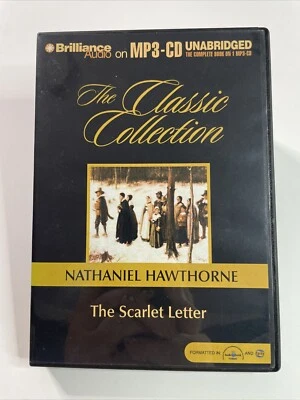 Brilliance Audio on MP3-CD UNABRIDGED
THE COMPLETE BOOK ON 1 MP3-CD
The Classic
Collection
NATHANIEL HAWTHORNE
The Scarlet Letter
FORMATTED IN
AND